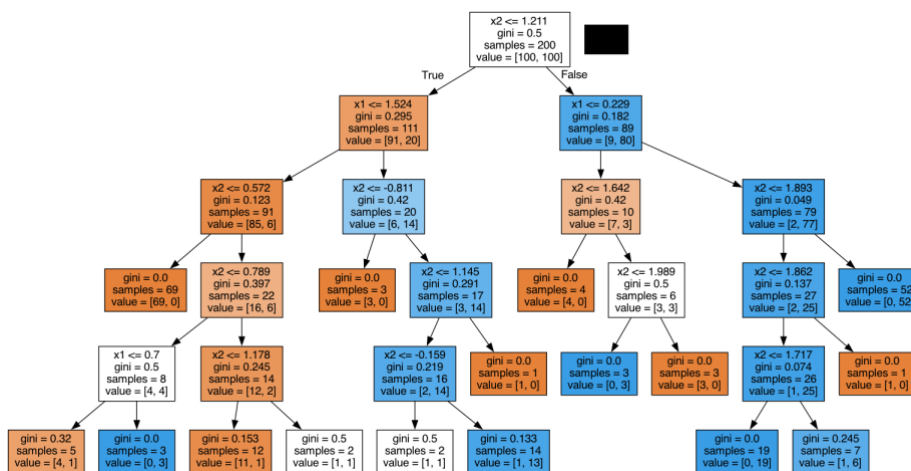 x2 <= 1.211
gini = 0.5
samples = 200
value = [100, 100]
True
False
x1 <= 1.524
gini = 0.295
samples = 111
value = [91, 20]
x1 <= 0.229
gini = 0.182
samples = 89
value = [9, 80]
x2 <= 0.572
gini = 0.123
samples = 91
value = [85, 6]
x2 <= -0.811
gini = 0.42
samples = 20
value = [6, 14]
x2 <= 1.642
gini = 0.42
samples = 10
value = [7, 3]
x2 <= 1.893
gini = 0.049
samples = 79
value = [2, 77]
gini = 0.0
samples = 69
value = [69, 0]
x2 <= 0.789
gini = 0.397
samples = 22
value = [16, 6]
gini = 0.0
samples = 3
value = [3, 0]
x2 <= 1.145
gini = 0.291
samples = 17
value = [3, 14]
gini = 0.0
samples = 4
value = [4, 0]
x2 <= 1.989
gini = 0.5
samples = 6
value = [3, 3]
x2 <= 1.862
gini = 0.137
samples = 27
value = [2, 25]
gini = 0.0
samples = 52
value = [0, 52]
x1 <= 0.7
gini = 0.5
samples = 8
value = [4, 4]
x2 <= 1.178
gini = 0.245
samples = 14
value = [12, 2]
x2 <= -0.159
gini = 0.219
samples = 16
value = [2, 14]
gini = 0.0
samples = 1
value = [1, 0]
gini = 0.0
samples = 3
value = [0, 3]
gini = 0.0
samples = 3
value = [3, 0]
x2 <= 1.717
gini = 0.074
samples = 26
value = [1, 25]
gini = 0.0
samples = 1
value = [1, 0]
gini = 0.32
samples = 5
value = [4, 1]
gini = 0.0
samples = 3
value = [0, 3]
gini = 0.153
samples = 12
value = [11, 1]
gini = 0.5
samples = 2
value = [1, 1]
gini = 0.5
samples = 2
value = [1, 1]
gini = 0.133
samples = 14
value = [1, 13]
gini = 0.0
samples = 19
value = [0, 19]
gini = 0.245
samples = 7
value = [1, 6]